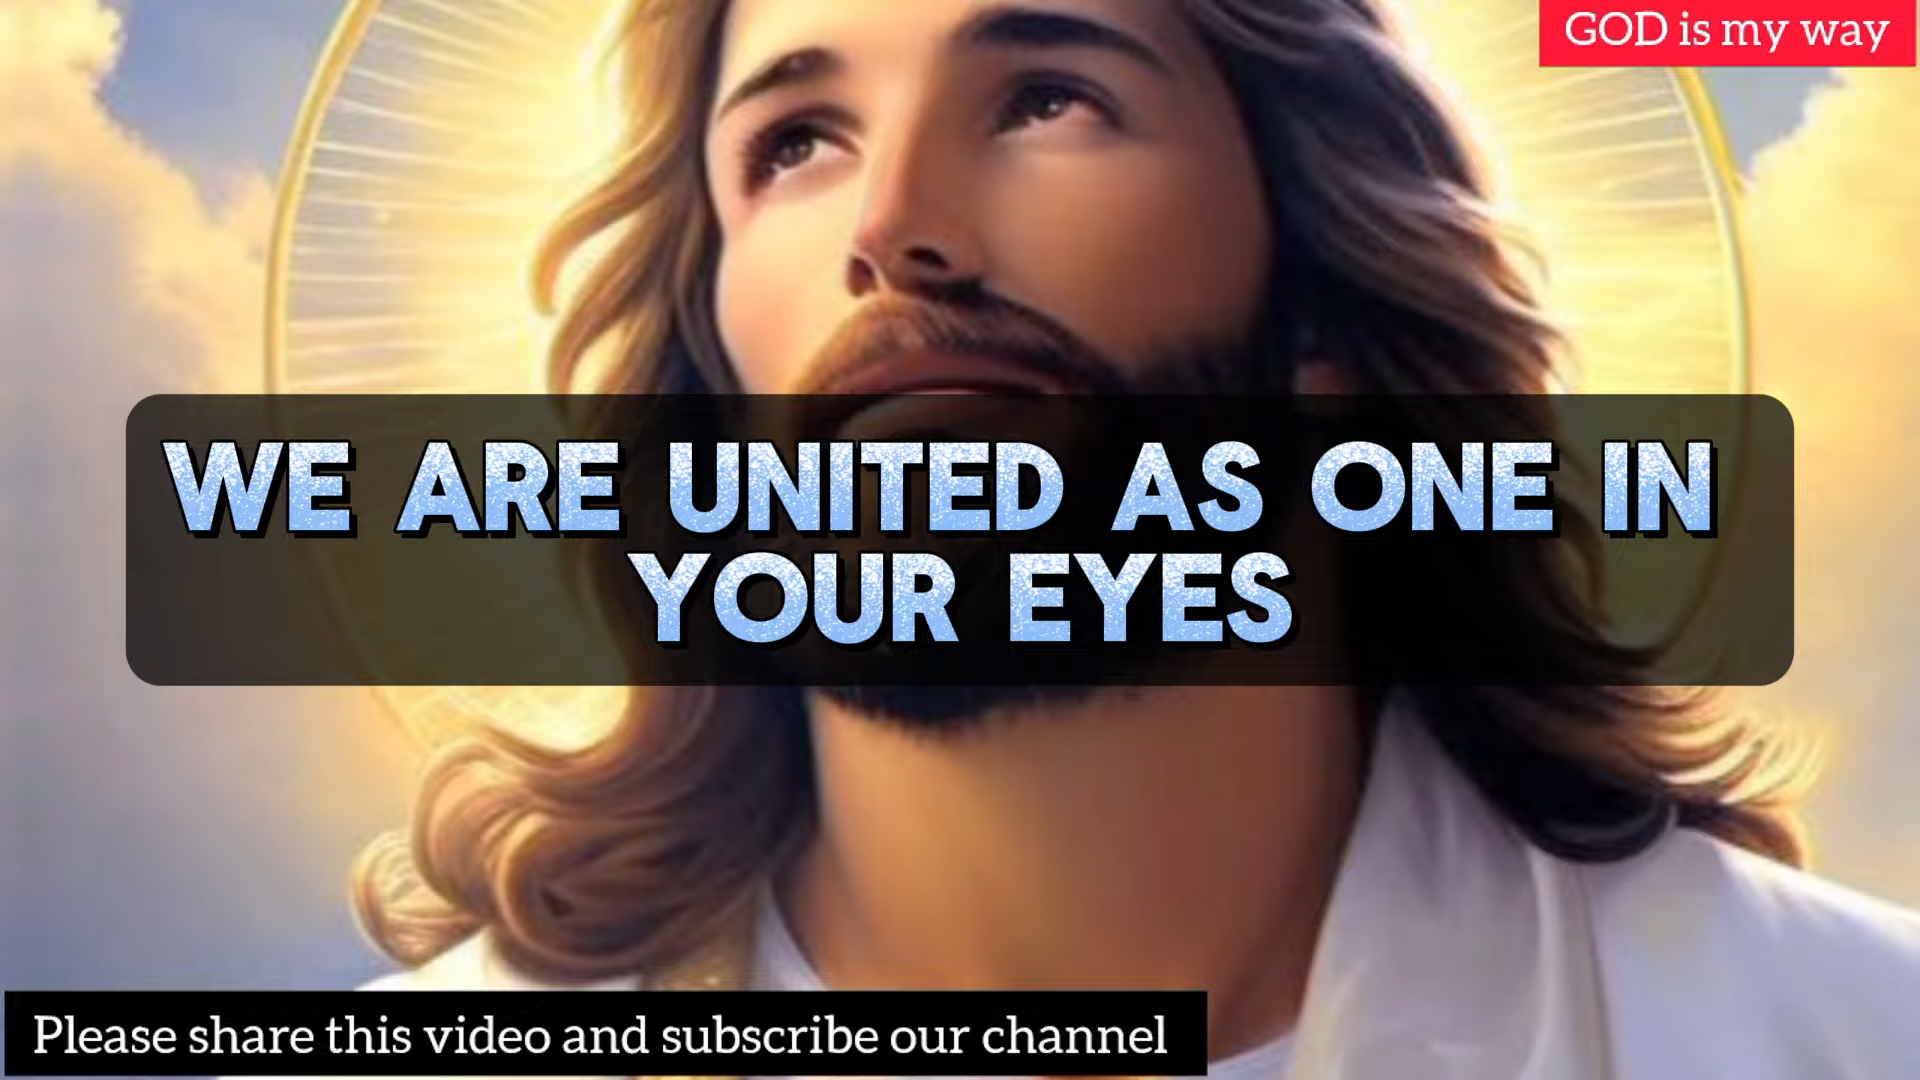 GOD is my way
WE ARE UNITED AS ONE IN
YOUR EYES
Please share this video and subscribe our channel